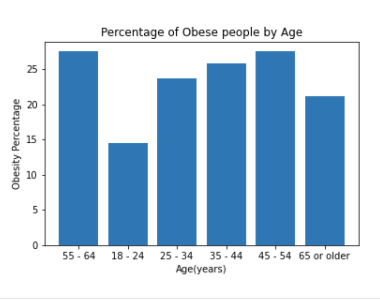 Percentage of Obese people by Age
Obesity Percentage
25
20
15
10
5
0
55 - 64 18 - 24 25 - 34 35 - 44 45 - 54 65 or older
Age(years)